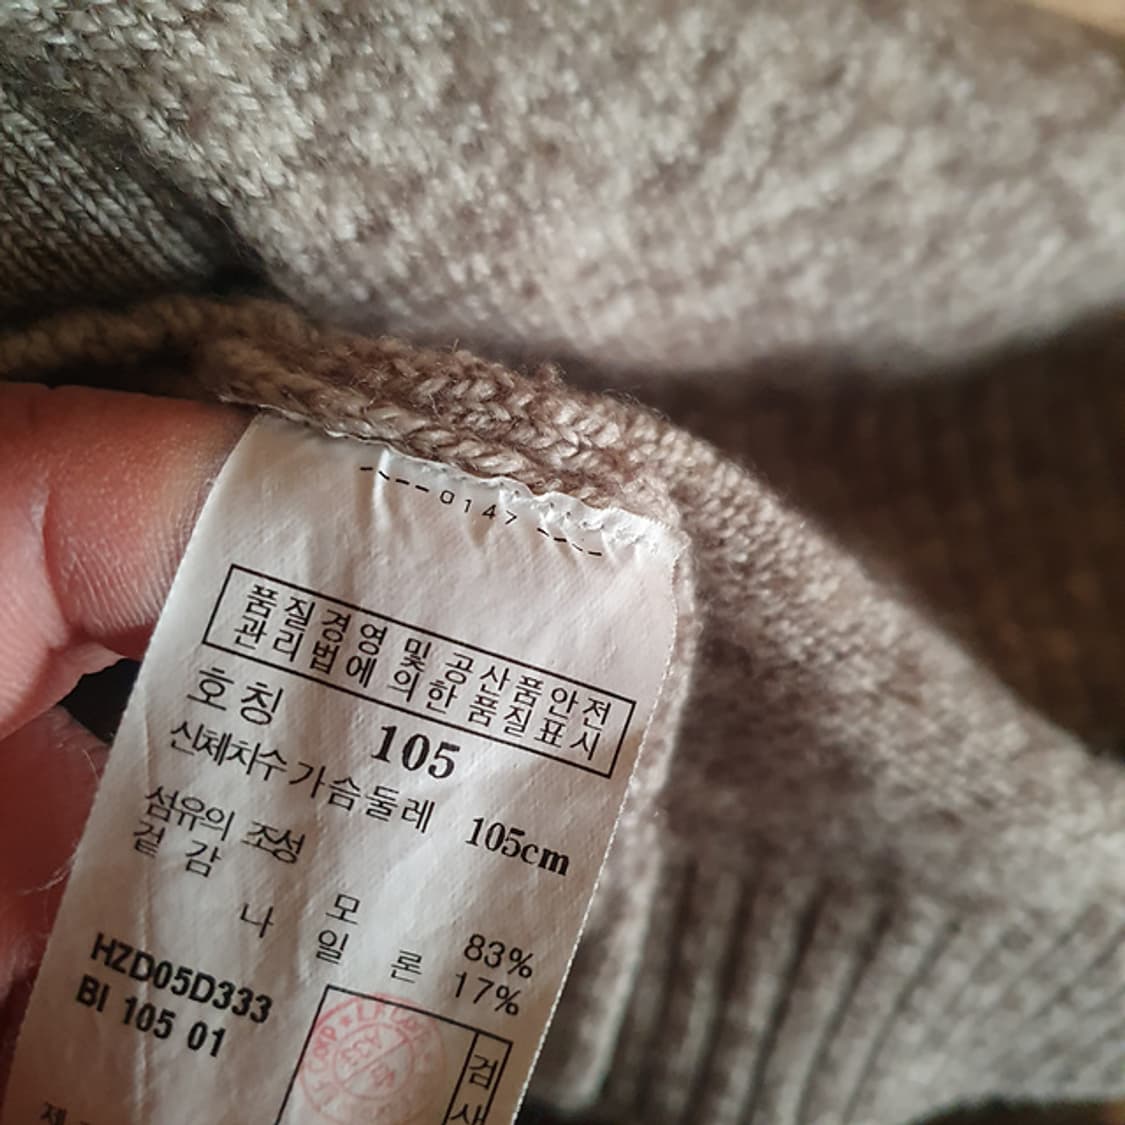 0147
품질경영 및 공산품안전
관리법에 의한 품질표시
호칭 105
신체치수 가슴둘레 105cm
섬유의 조성
겉감
모 83%
나일론 17%
HZD05D333
BI 105 01
검
사